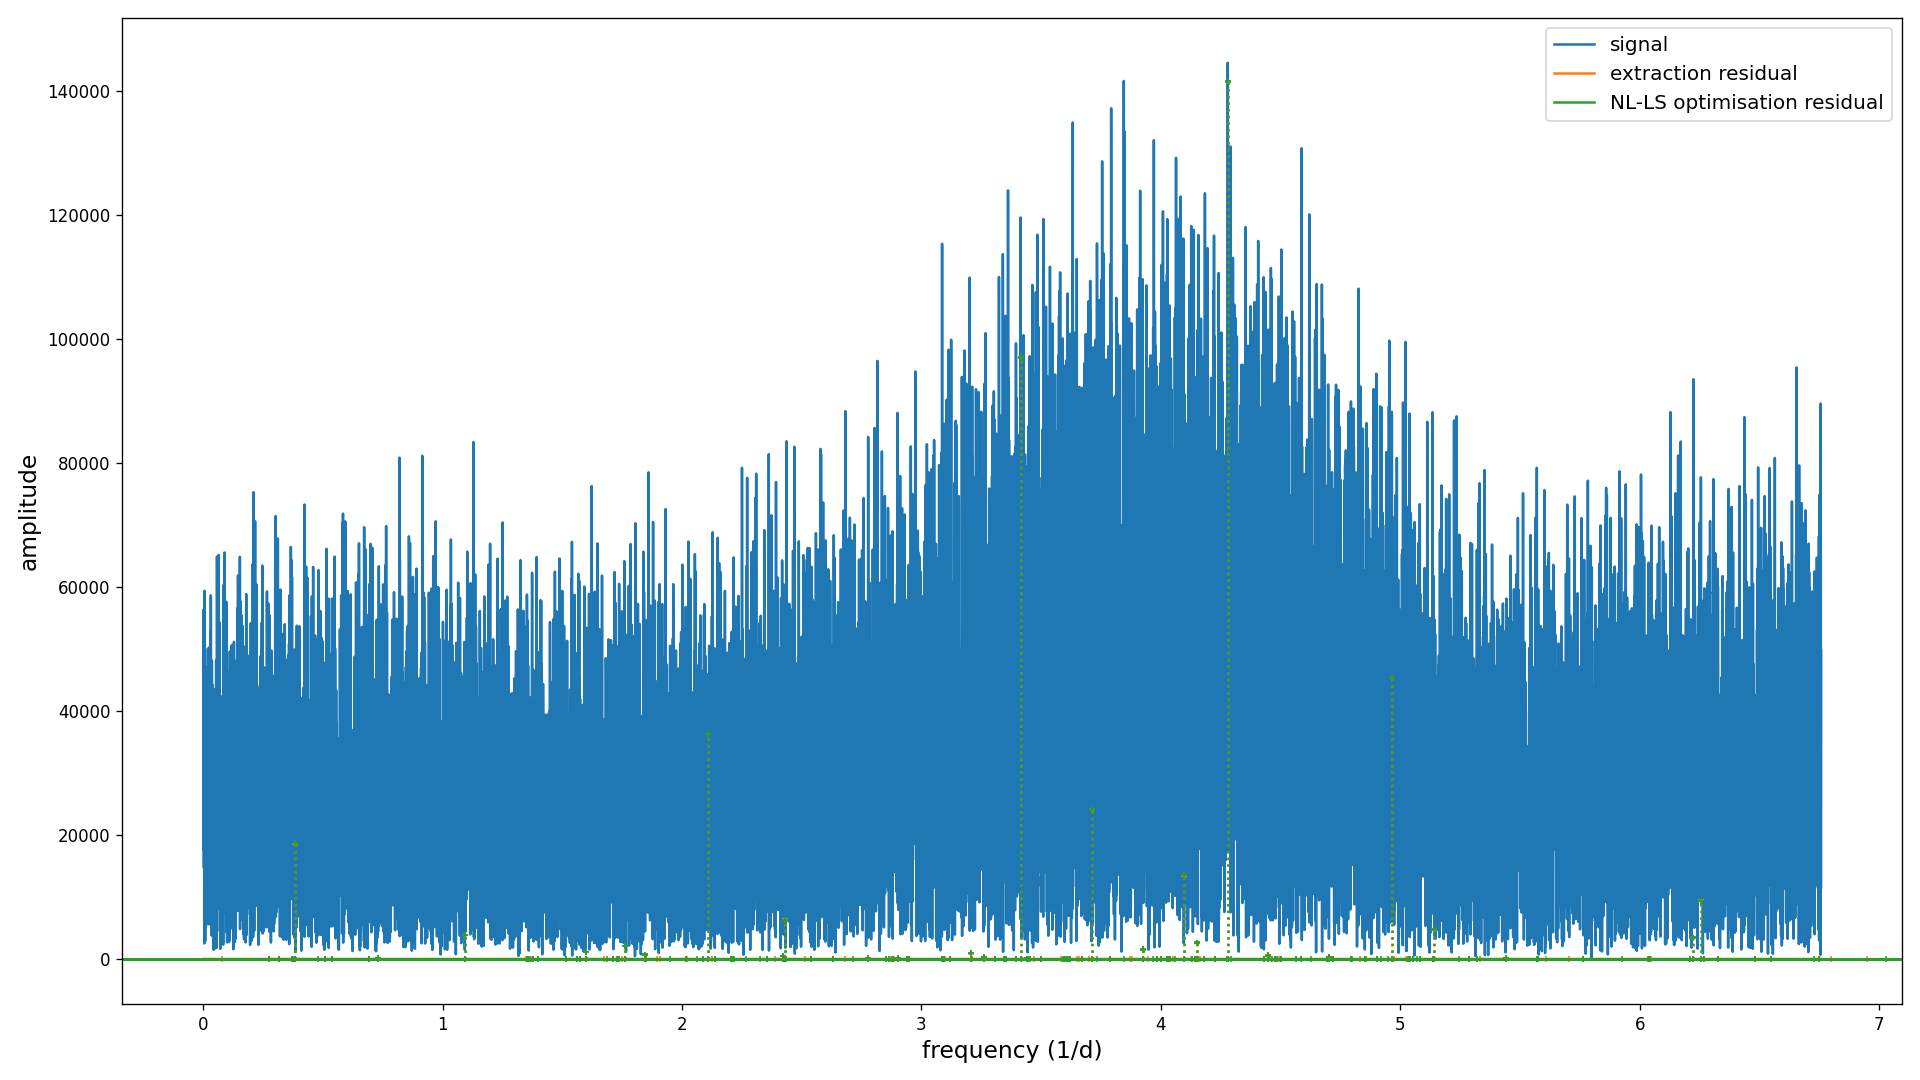 signal
extraction residual
NL-LS optimisation residual
amplitude
140000
120000
100000
80000
60000
40000
20000
0
0 1 2 3 4 5 6 7
frequency (1/d)